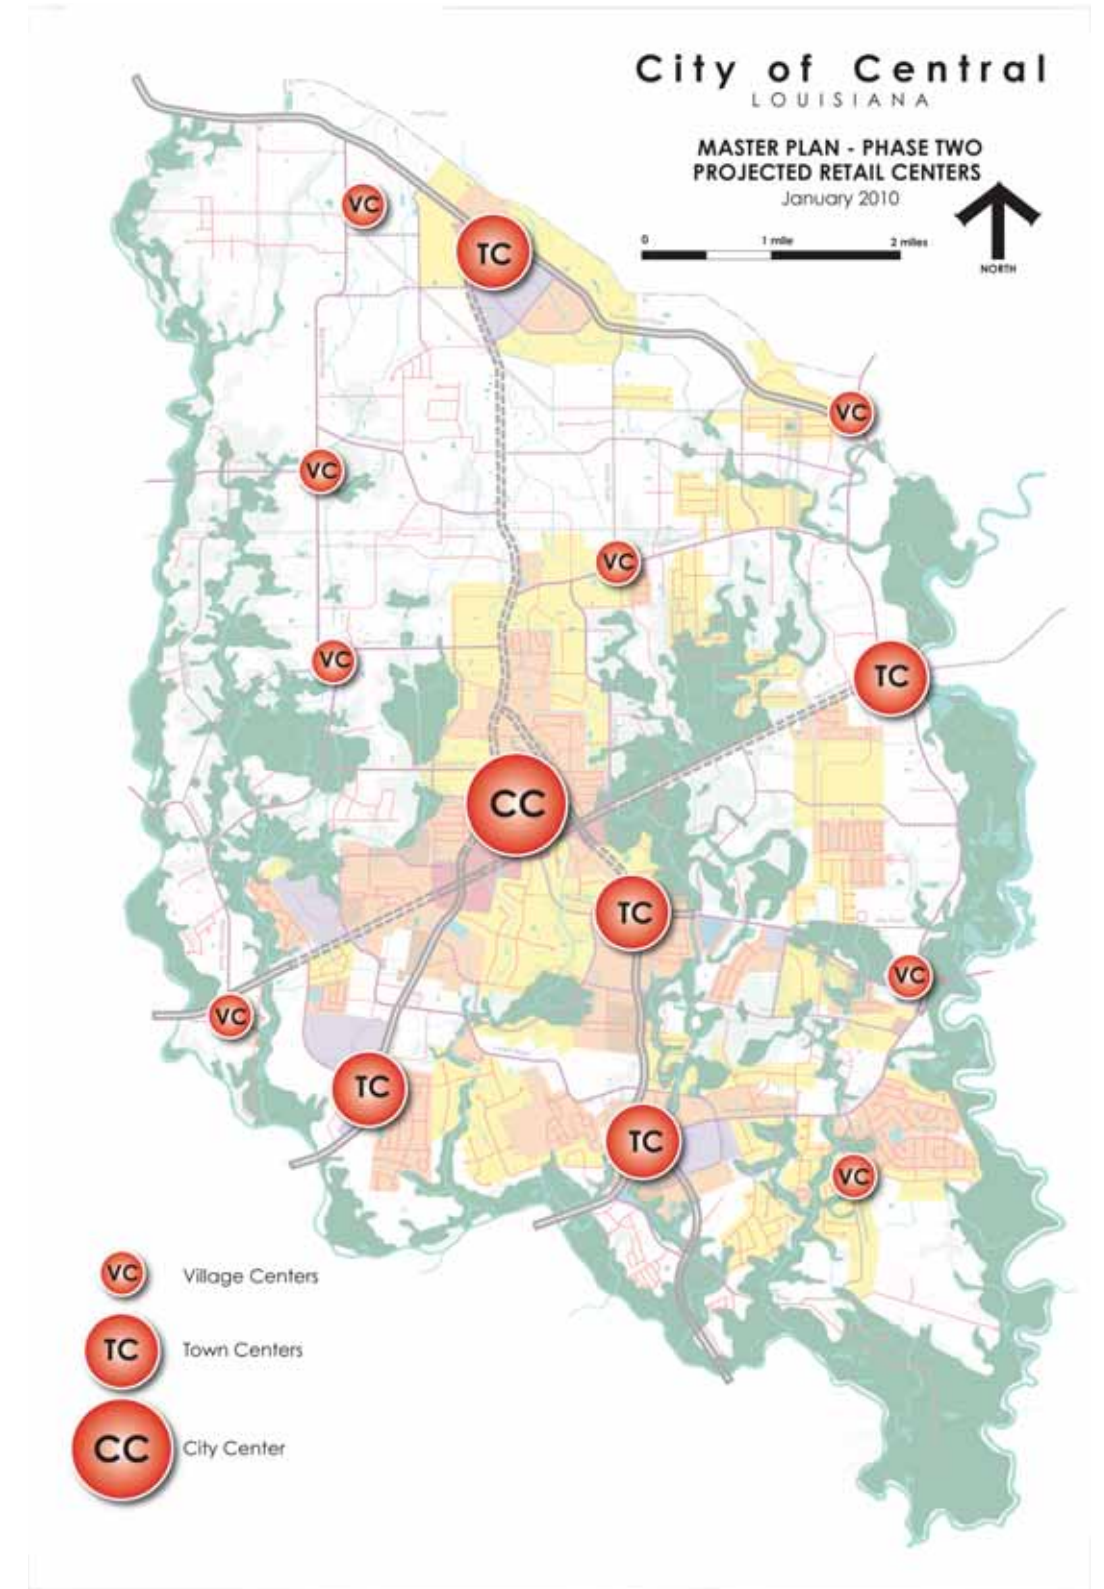 City of Central
LOUISIANA
MASTER PLAN - PHASE TWO
PROJECTED RETAIL CENTERS
January 2010
0 1 mile 2 miles
NORTH
VC
TC
VC
VC
VC
VC
TC
CC
TC
VC
VC
TC
TC
VC
VC Village Centers
TC Town Centers
CC City Center